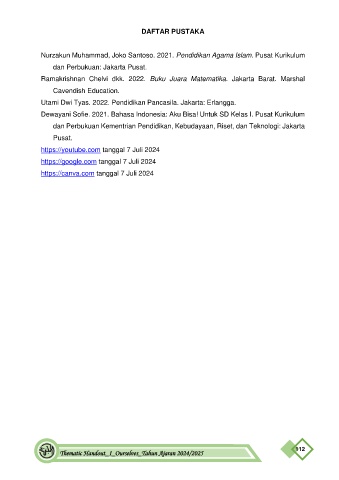 DAFTAR PUSTAKA
Nurzakun Muhammad, Joko Santoso. 2021. Pendidikan Agama Islam. Pusat Kurikulum
dan Perbukuan: Jakarta Pusat.
Ramakrishnan Chelvi dkk. 2022. Buku Juara Matematika. Jakarta Barat. Marshal
Cavendish Education.
Utami Dwi Tyas. 2022. Pendidikan Pancasila. Jakarta: Erlangga.
Dewayani Sofie. 2021. Bahasa Indonesia: Aku Bisa! Untuk SD Kelas I. Pusat Kurikulum
dan Perbukuan Kementrian Pendidikan, Kebudayaan, Riset, dan Teknologi: Jakarta
Pusat.
https://youtube.com tanggal 7 Juli 2024
https://google.com tanggal 7 Juli 2024
https://canva.com tanggal 7 Juli 2024
Thematic Handout_1_Ourselves_Tahun Ajaran 2024/2025
112